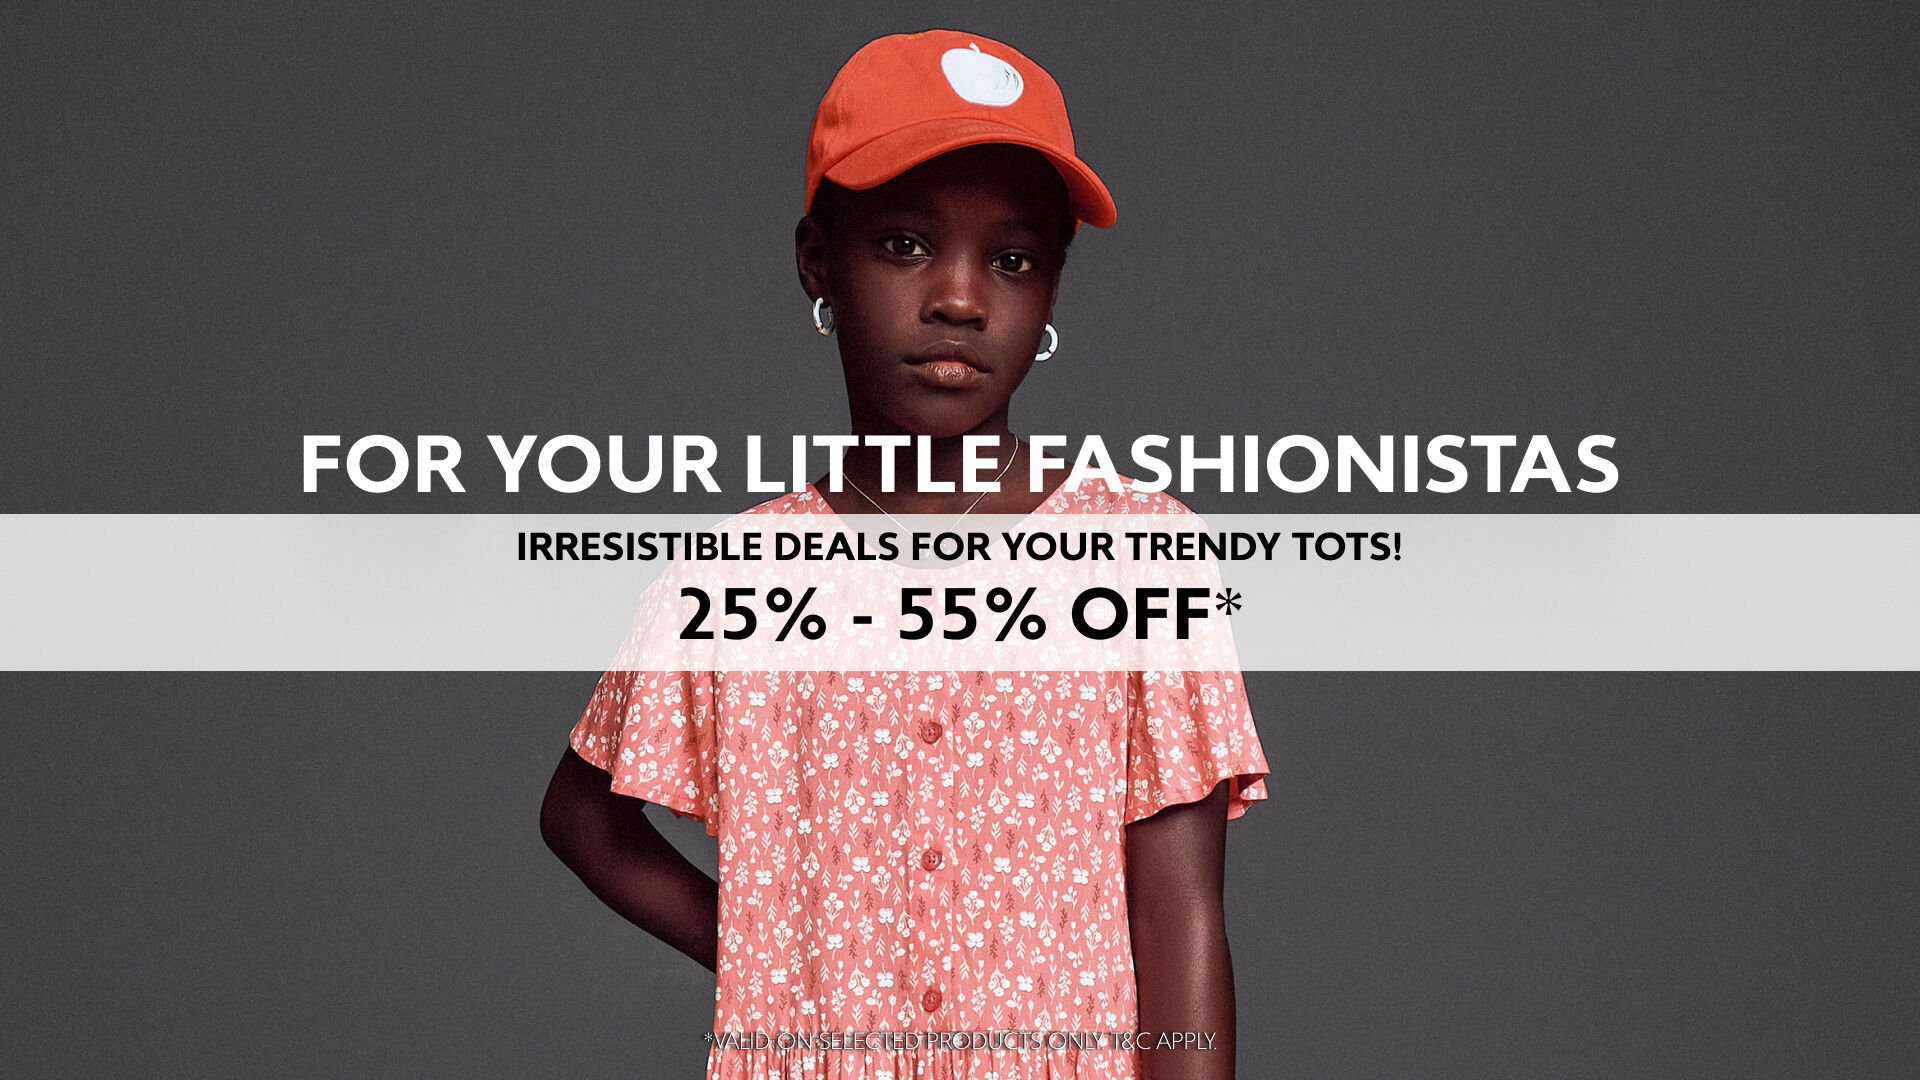 FOR YOUR LITTLE FASHIONISTAS
IRRESISTIBLE DEALS FOR YOUR TRENDY TOTS!
25% - 55% OFF*
*VALID ON SELECTED PRODUCTS ONLY. T&C APPLY.